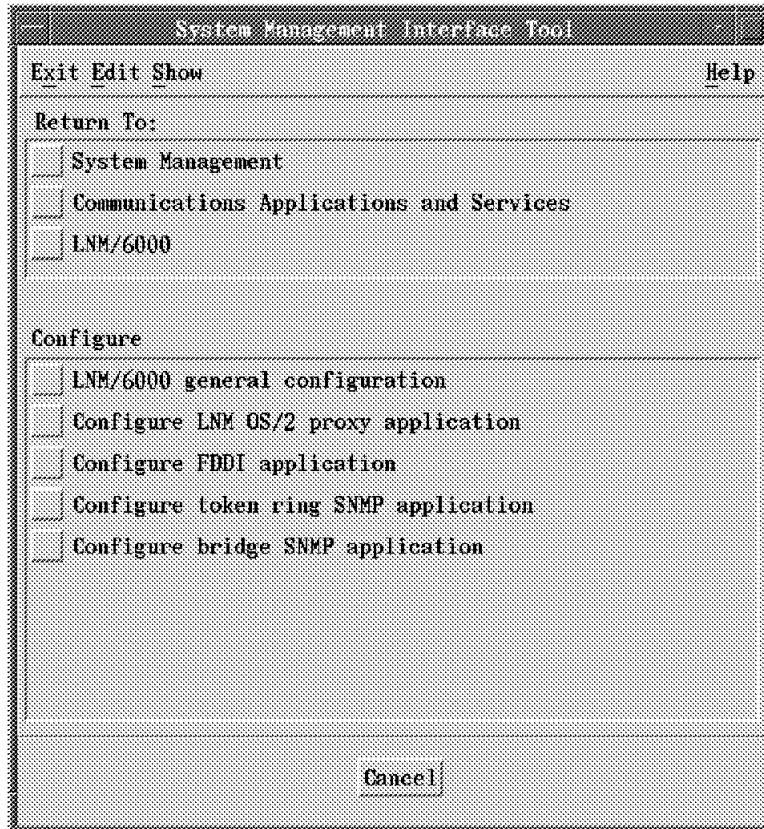 System Management Interface Tool
Exit Edit Show Help
Return To:
System Management
Communications Applications and Services
LNM/6000
Configure
LNM/6000 general configuration
Configure LNM OS/2 proxy application
Configure FDDI application
Configure token ring SNMP application
Configure bridge SNMP application
Cancel